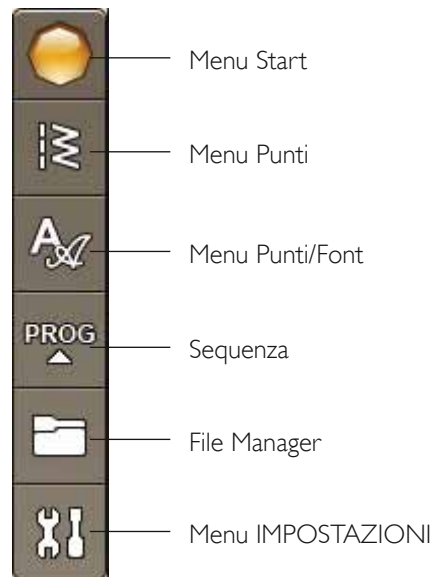 Menu Start
Menu Punti
A A
Menu Punti/Font
PROG
Sequenza
File Manager
Menu IMPOSTAZIONI